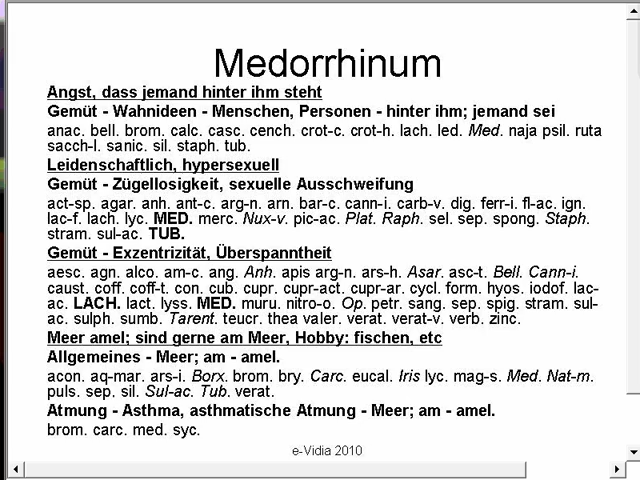 Medorrhinum
Angst, dass jemand hinter ihm steht
Gemüt - Wahnideen - Menschen, Personen - hinter ihm; jemand sei
anac. bell. brom. calc. casc. cench. crot-c. crot-h. lach. led. Med. naja psil. ruta
sacch-l. sanic. sil. staph. tub.
Leidenschaftlich, hypersexuell
Gemüt - Zügellosigkeit, sexuelle Ausschweifung
act-sp. agar. anh. ant-c. arg-n. arn. bar-c. cann-i. carb-v. dig. ferr-i. fl-ac. ign.
lac-f. lach. lyc. MED. merc. Nux-v. pic-ac. Plat. Raph. sel. sep. spong. Staph.
stram. sul-ac. TUB.
Gemüt - Exzentrizität, Überspanntheit
aesc. agn. alco. am-c. ang. Anh. apis arg-n. ars-h. Asar. asc-t. Bell. Cann-i.
caust. coff. coff-t. con. cub. cupr. cupr-act. cupr-ar. cycl. form. hyos. iodof. lac-
ac. LACH. lact. lyss. MED. muru. nitro-o. Op. petr. sang. sep. spig. stram. sul-
ac. sulph. sumb. Tarent. teucr. thea valer. verat. verat-v. verb. zinc.
Meer amel; sind gerne am Meer, Hobby: fischen, etc
Allgemeines - Meer; am - amel.
acon. aq-mar. ars-i. Borx. brom. bry. Carc. eucal. Iris lyc. mag-s. Med. Nat-m.
puls. sep. sil. Sul-ac. Tub. verat.
Atmung - Asthma, asthmatische Atmung - Meer; am - amel.
brom. carc. med. syc.
e-Vidia 2010